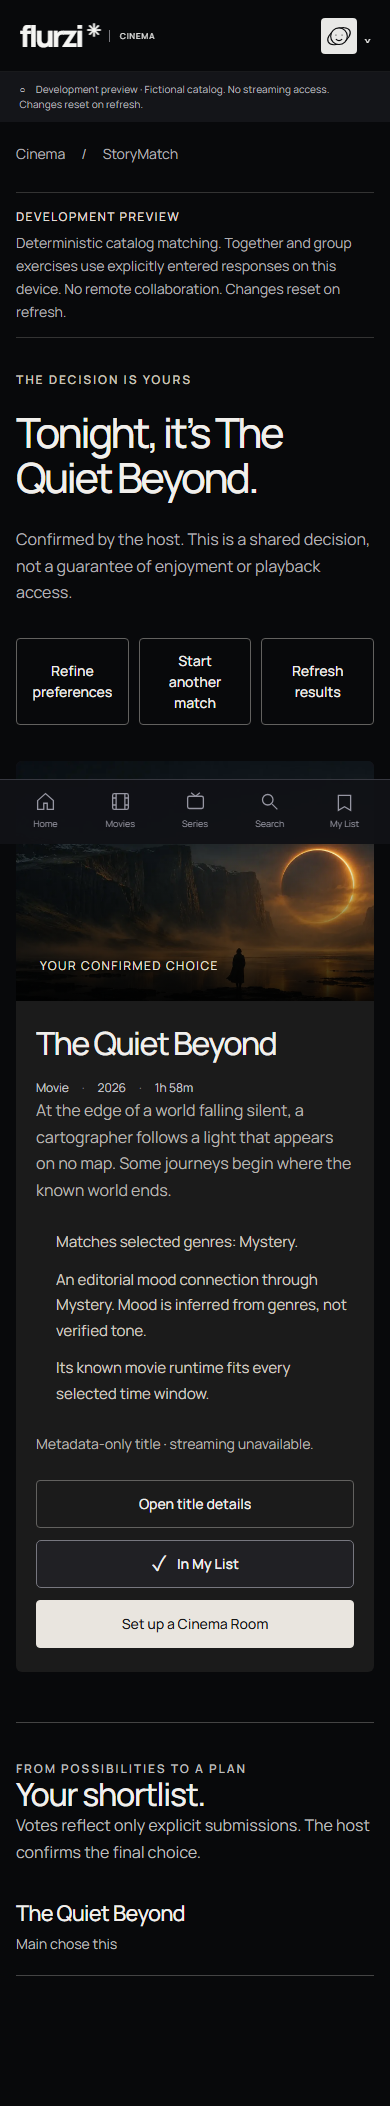 flurzi* | CINEMA
Development preview · Fictional catalog. No streaming access.
Changes reset on refresh.
Cinema / StoryMatch
DEVELOPMENT PREVIEW
Deterministic catalog matching. Together and group
exercises use explicitly entered responses on this
device. No remote collaboration. Changes reset on
refresh.
THE DECISION IS YOURS
Tonight, it's The
Quiet Beyond.
Confirmed by the host. This is a shared decision,
not a guarantee of enjoyment or playback
access.
Refine
preferences
Start
another
match
Refresh
results
Home Movies Series Search My List
YOUR CONFIRMED CHOICE
The Quiet Beyond
Movie · 2026 · 1h 58m
At the edge of a world falling silent, a
cartographer follows a light that appears
on no map. Some journeys begin where the
known world ends.
Matches selected genres: Mystery.
An editorial mood connection through
Mystery. Mood is inferred from genres, not
verified tone.
Its known movie runtime fits every
selected time window.
Metadata-only title · streaming unavailable.
Open title details
✓ In My List
Set up a Cinema Room
FROM POSSIBILITIES TO A PLAN
Your shortlist.
Votes reflect only explicit submissions. The host
confirms the final choice.
The Quiet Beyond
Main chose this